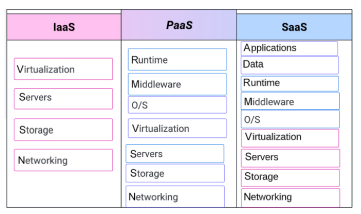 IaaS
PaaS
SaaS
Virtualization
Servers
Storage
Networking
Runtime
Middleware
O/S
Virtualization
Servers
Storage
Networking
Applications
Data
Runtime
Middleware
O/S
Virtualization
Servers
Storage
Networking